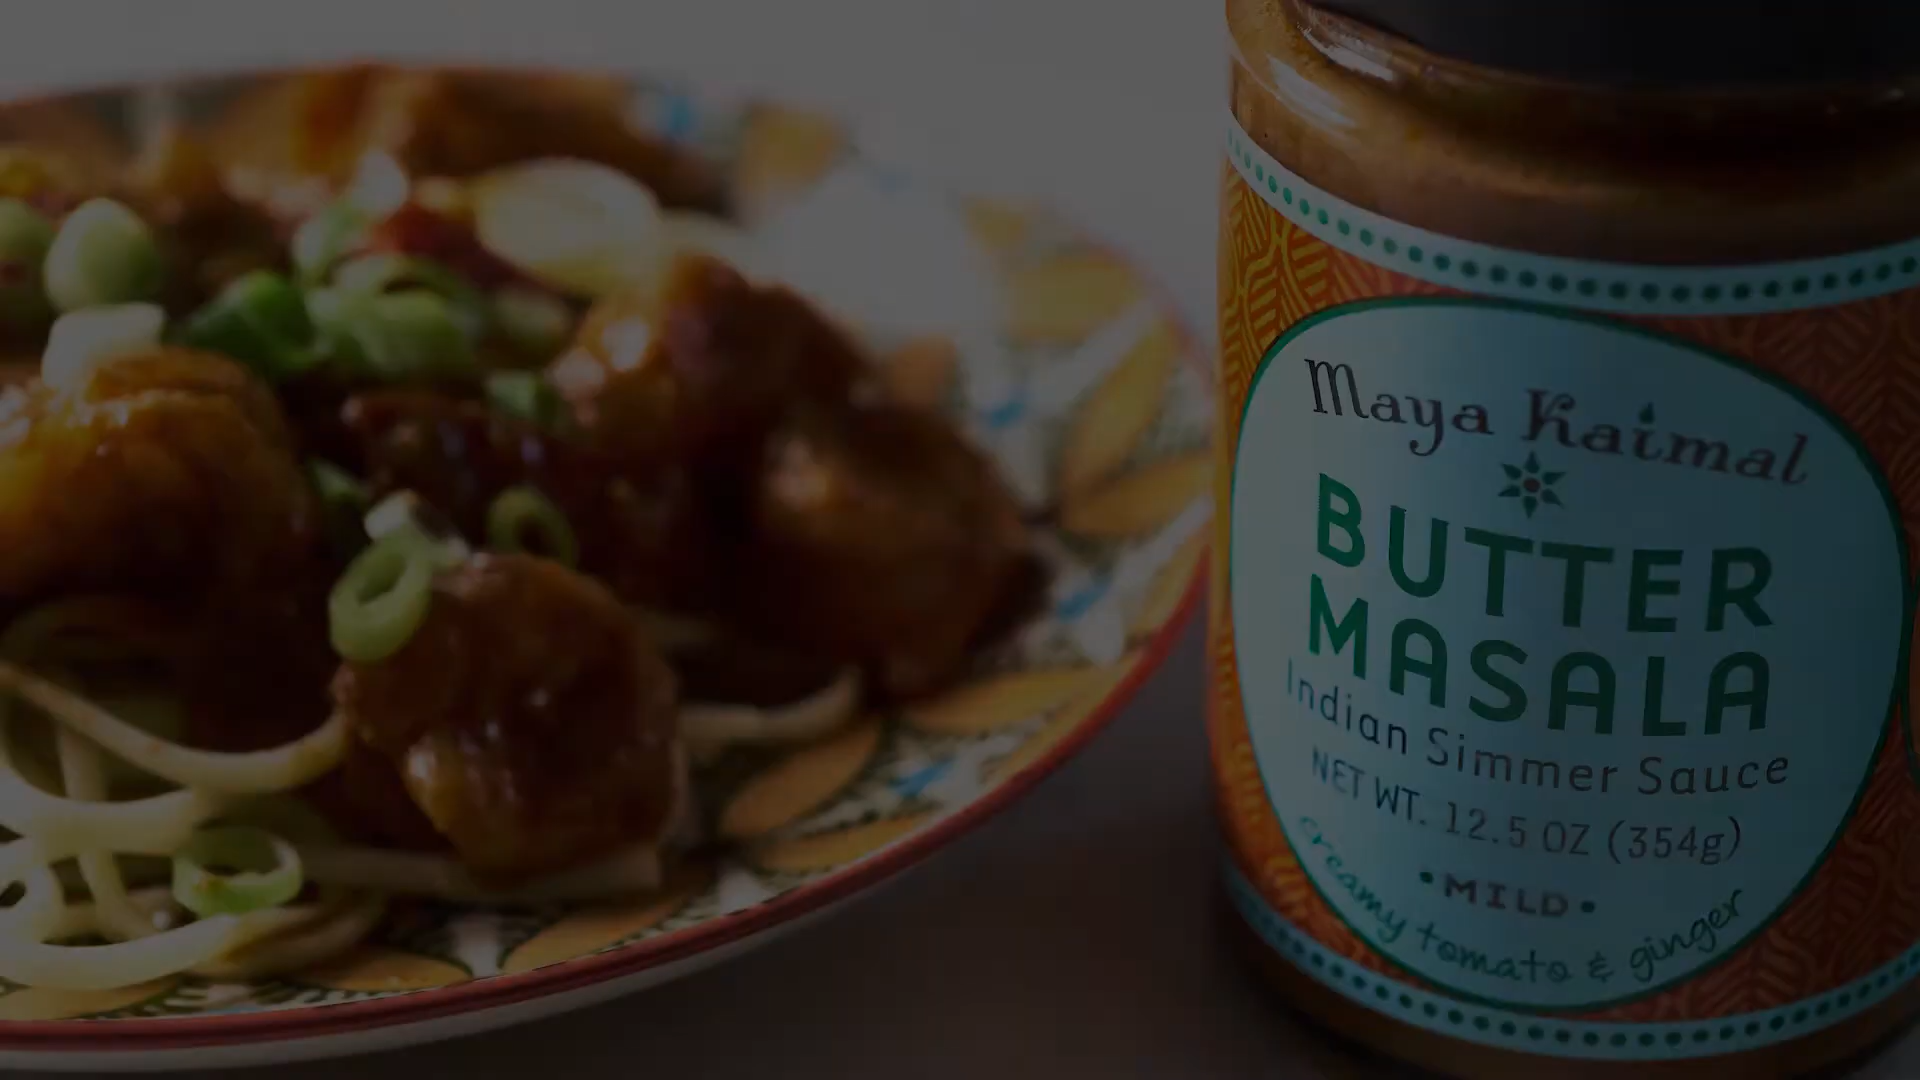 Maya Kaimal
BUTTER
MASALA
Indian Simmer Sauce
NET WT. 12.5 OZ (354g)
• MILD •
creamy tomato & ginger